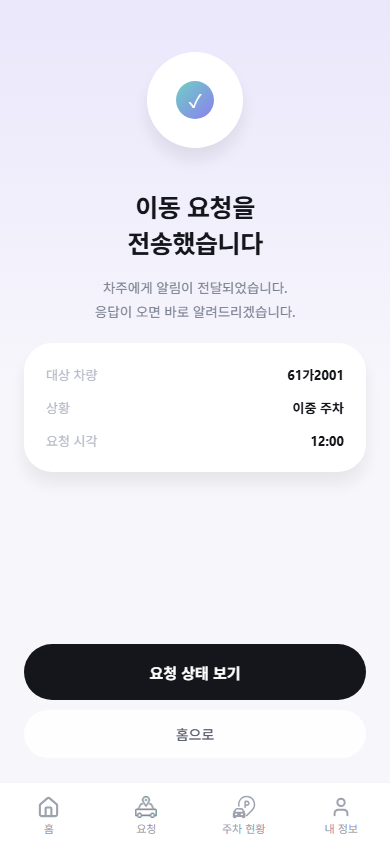 이동 요청을
전송했습니다
차주에게 알림이 전달되었습니다.
응답이 오면 바로 알려드리겠습니다.
대상 차량 61가2001
상황 이중 주차
요청 시각 12:00
요청 상태 보기
홈으로
홈 요청 주차 현황 내 정보